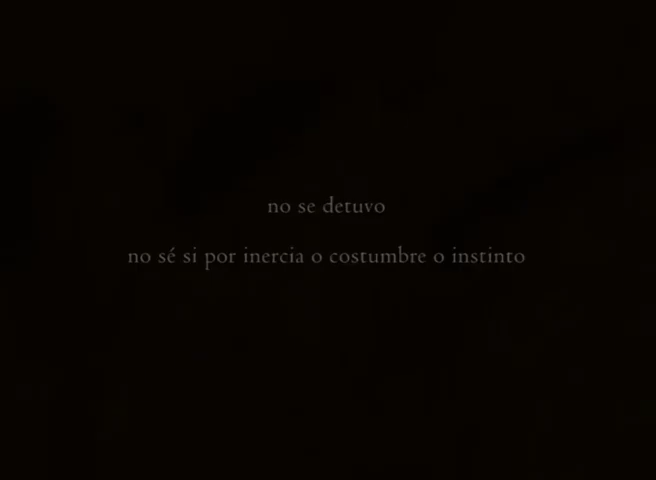 no se detuvo
no sé si por inercia o costumbre o instinto